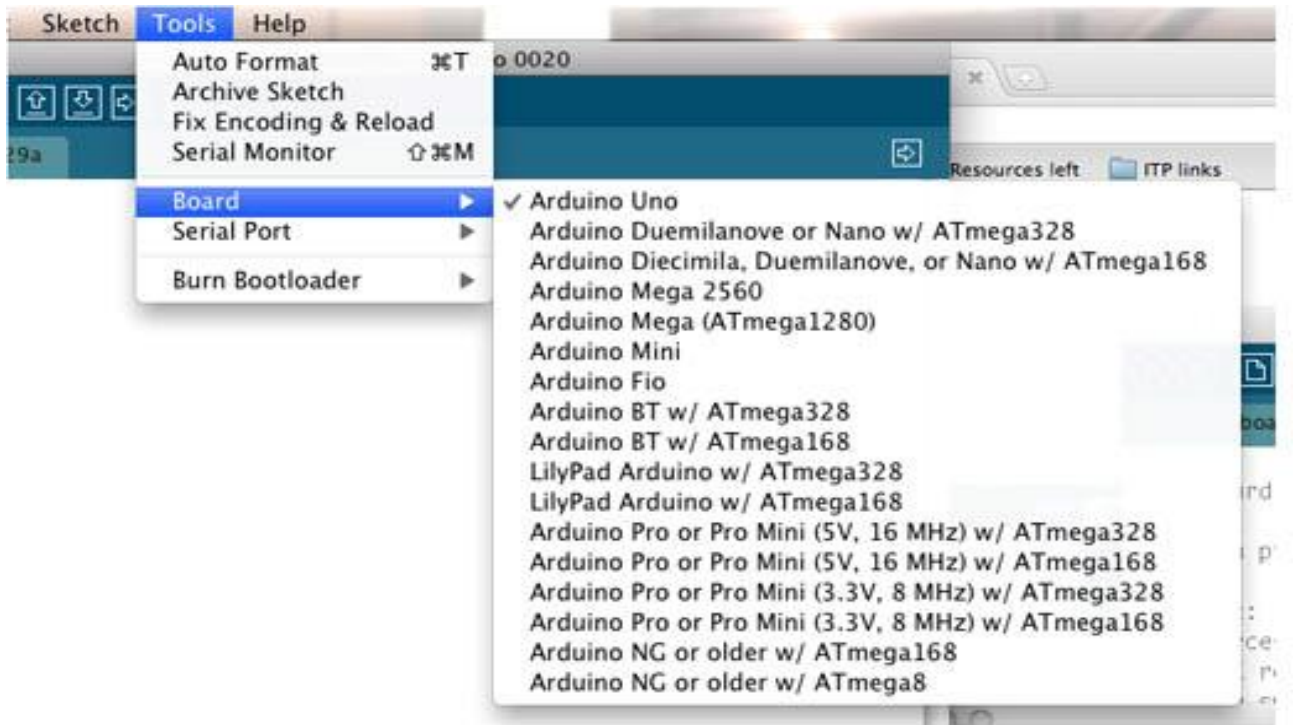 Sketch Tools Help
Auto Format ⌘T
o 0020
Archive Sketch
Fix Encoding & Reload
Serial Monitor ⇧⌘M
29a
Resources left ITP links
Board
Serial Port
Burn Bootloader
✓ Arduino Uno
Arduino Duemilanove or Nano w/ ATmega328
Arduino Diecimila, Duemilanove, or Nano w/ ATmega168
Arduino Mega 2560
Arduino Mega (ATmega1280)
Arduino Mini
Arduino Fio
Arduino BT w/ ATmega328
Arduino BT w/ ATmega168
LilyPad Arduino w/ ATmega328
LilyPad Arduino w/ ATmega168
Arduino Pro or Pro Mini (5V, 16 MHz) w/ ATmega328
Arduino Pro or Pro Mini (5V, 16 MHz) w/ ATmega168
Arduino Pro or Pro Mini (3.3V, 8 MHz) w/ ATmega328
Arduino Pro or Pro Mini (3.3V, 8 MHz) w/ ATmega168
Arduino NG or older w/ ATmega168
Arduino NG or older w/ ATmega8